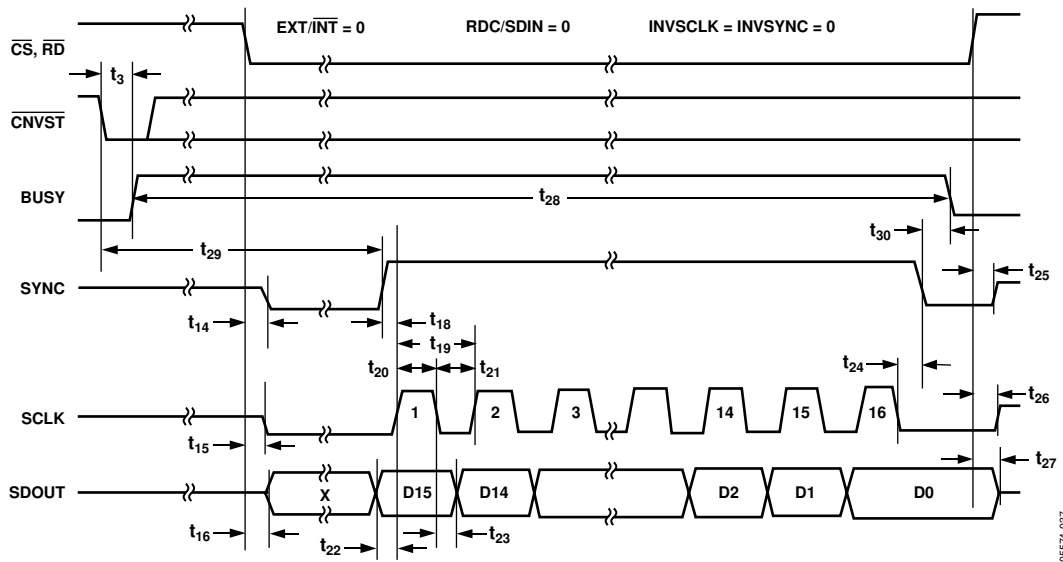 EXT/INT = 0 RDC/SDIN = 0 INVSCLK = INVSYNC = 0
CS, RD
t3
CNVST
BUSY
t28
t29
t30
SYNC
t25
t14
t18
t19
t20
t21
t24
t26
SCLK
1 2 3 14 15 16
t15
t27
SDOUT
X D15 D14 D2 D1 D0
t16
t22
t23
05574-037